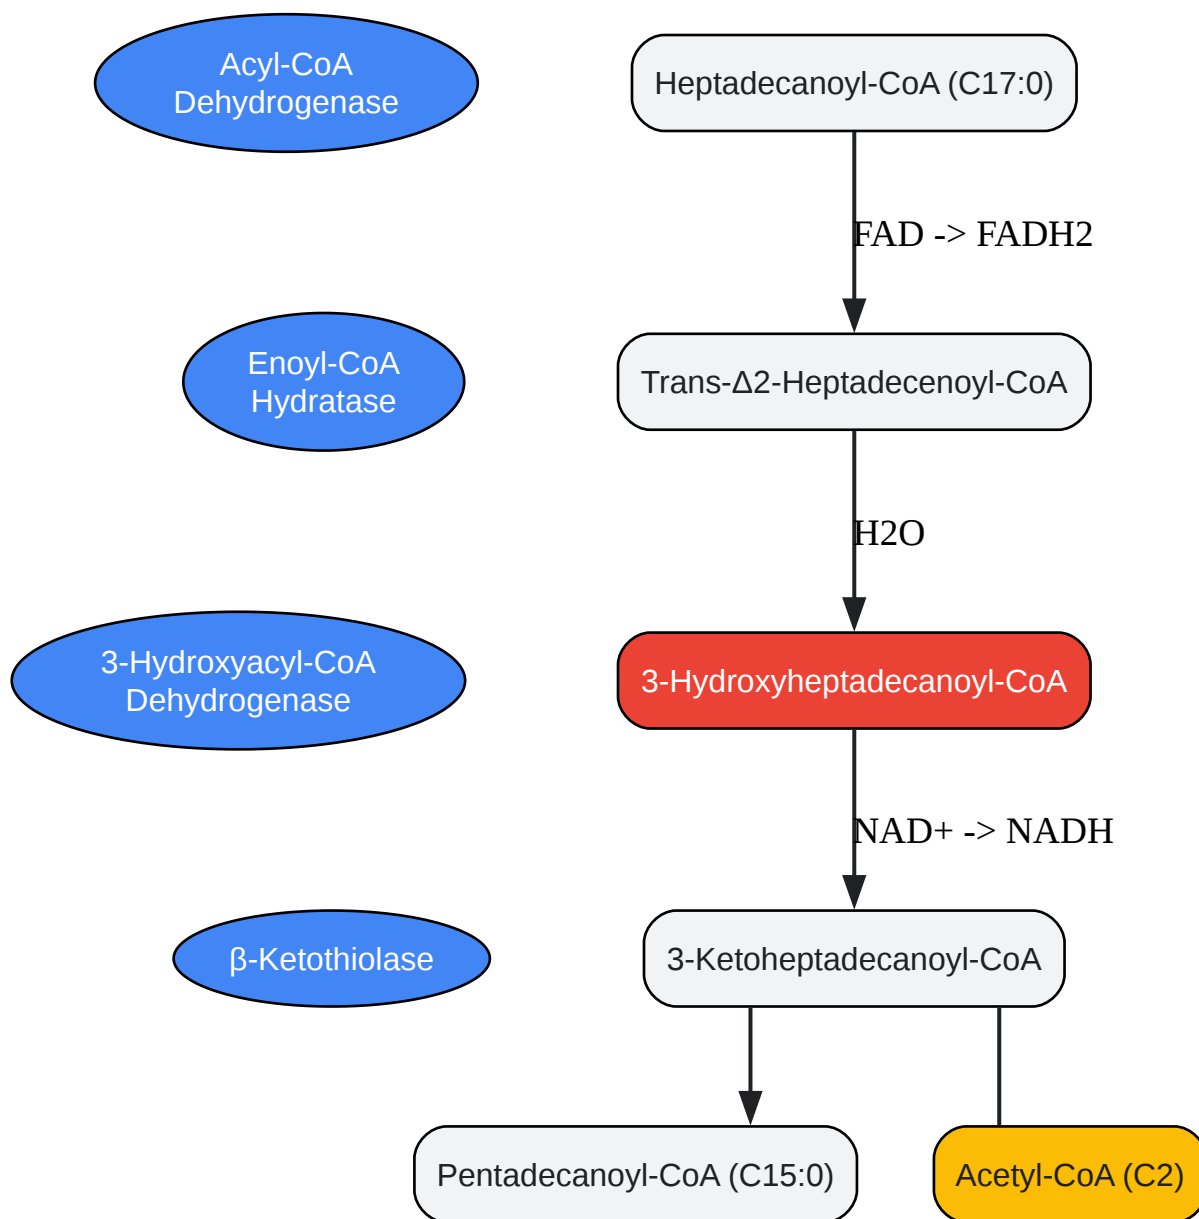 Acyl-CoA
Dehydrogenase
Heptadecanoyl-CoA (C17:0)
FAD -> FADH2
Enoyl-CoA
Hydratase
Trans-Δ2-Heptadecenoyl-CoA
H2O
3-Hydroxyacyl-CoA
Dehydrogenase
3-Hydroxyheptadecanoyl-CoA
NAD+ -> NADH
β-Ketothiolase
3-Ketoheptadecanoyl-CoA
Pentadecanoyl-CoA (C15:0)
Acetyl-CoA (C2)